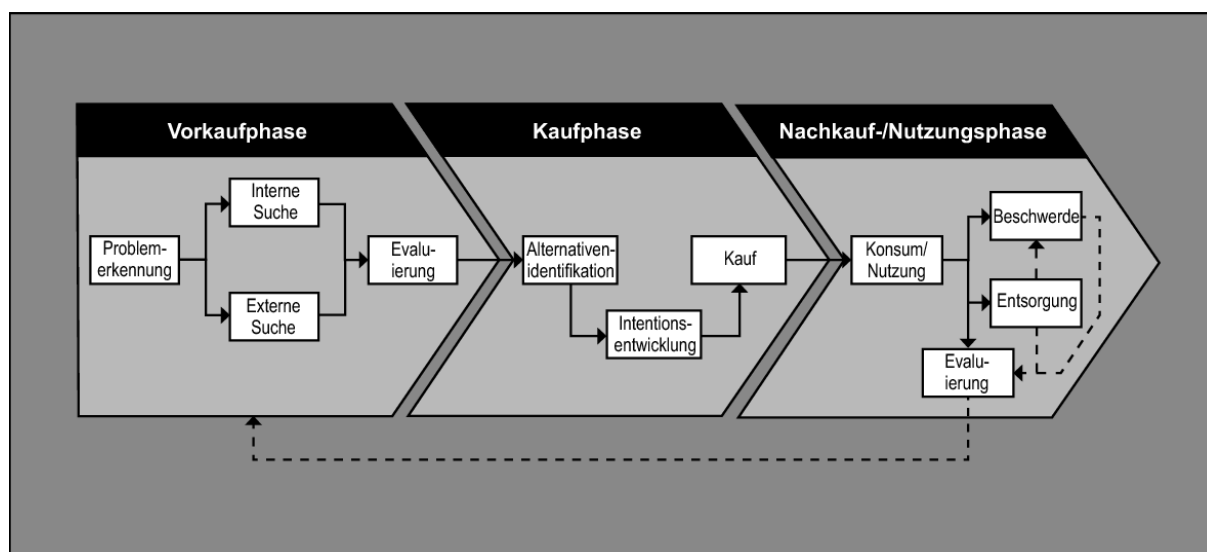 Vorkaufphase
Kaufphase
Nachkauf-/Nutzungsphase
Problem-
erkennung
Interne
Suche
Externe
Suche
Evalu-
ierung
Alternativen-
identifikation
Intentions-
entwicklung
Kauf
Konsum/
Nutzung
Beschwerde
Entsorgung
Evalu-
ierung